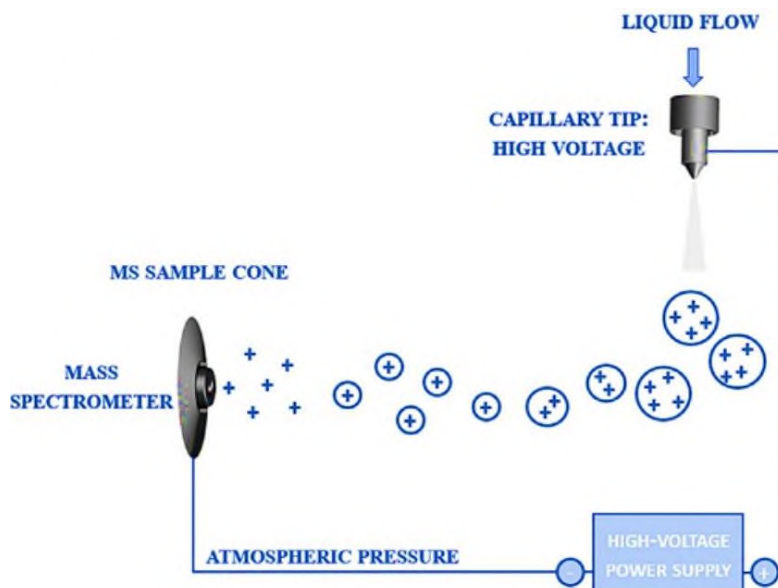 LIQUID FLOW
CAPILLARY TIP:
HIGH VOLTAGE
MS SAMPLE CONE
MASS
SPECTROMETER
ATMOSPHERIC PRESSURE
HIGH-VOLTAGE
POWER SUPPLY